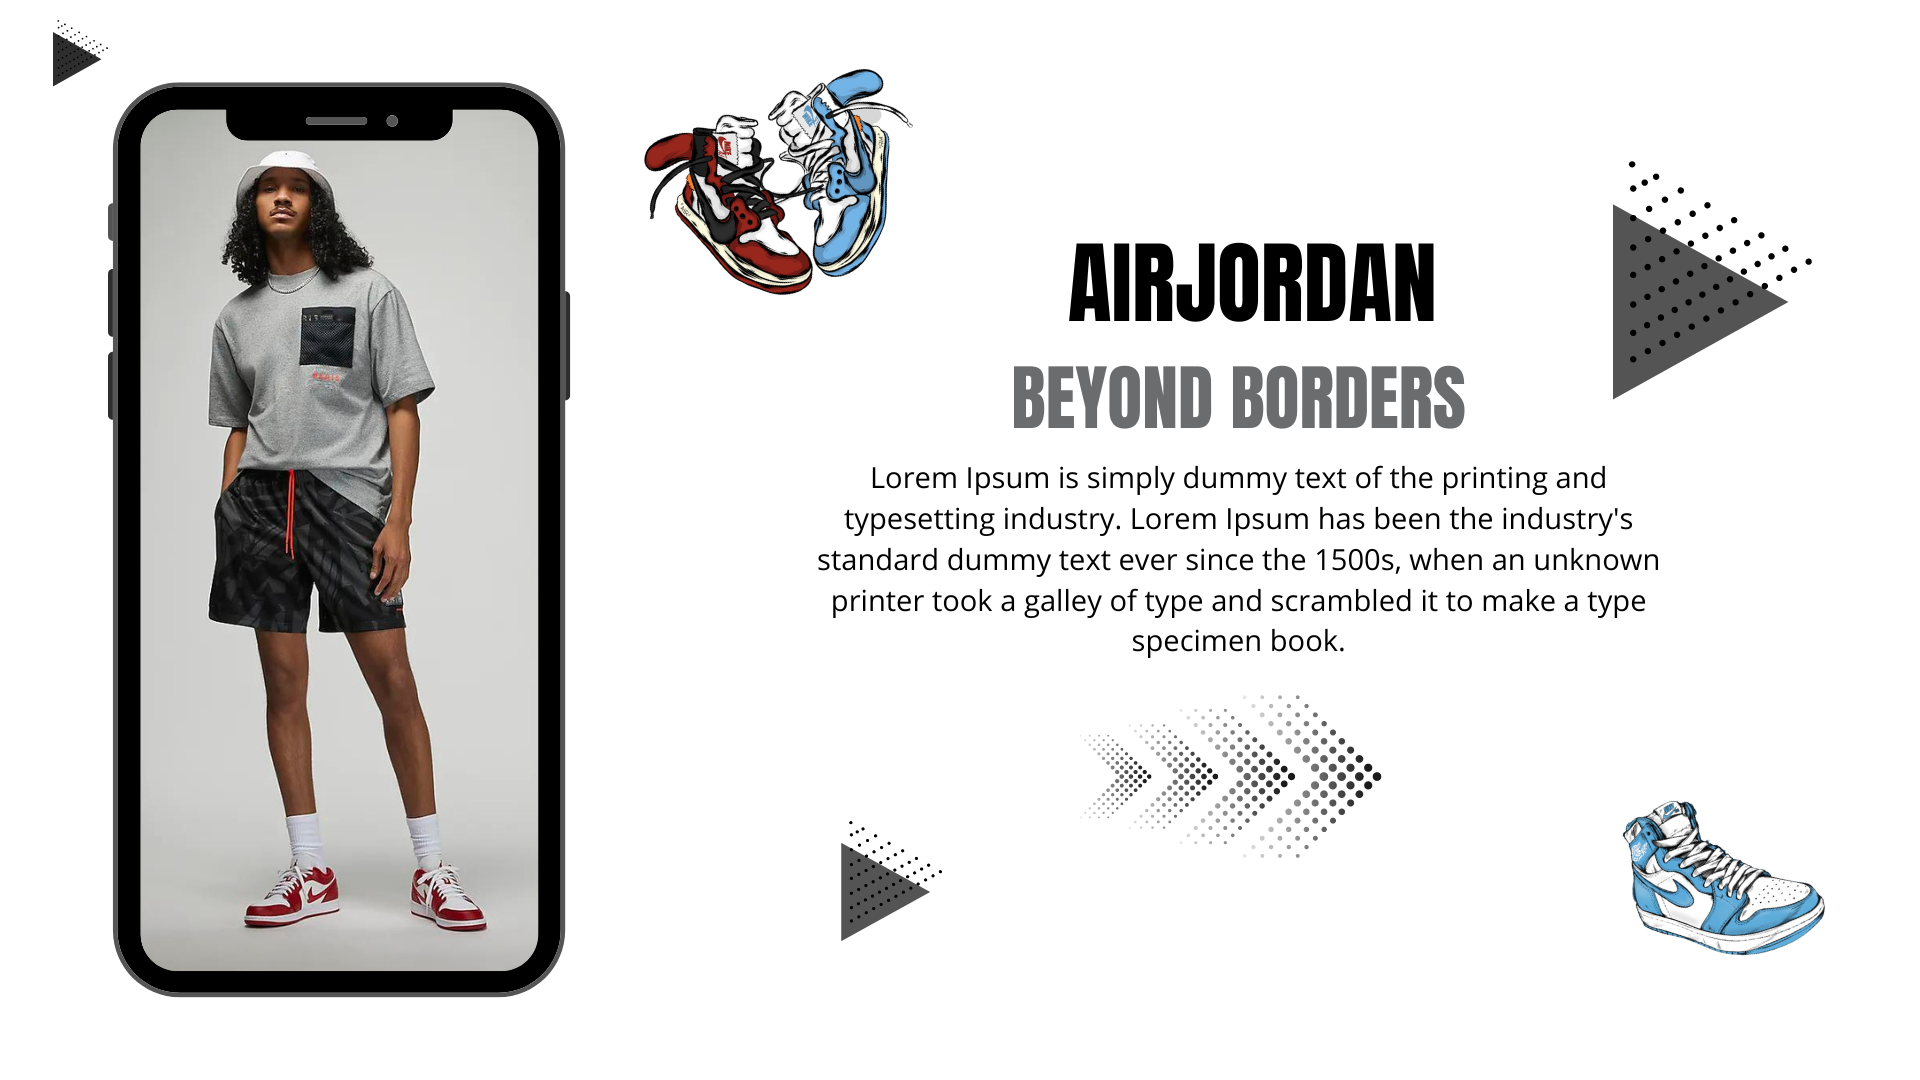 AIRJORDAN
BEYOND BORDERS
Lorem Ipsum is simply dummy text of the printing and
typesetting industry. Lorem Ipsum has been the industry's
standard dummy text ever since the 1500s, when an unknown
printer took a galley of type and scrambled it to make a type
specimen book.